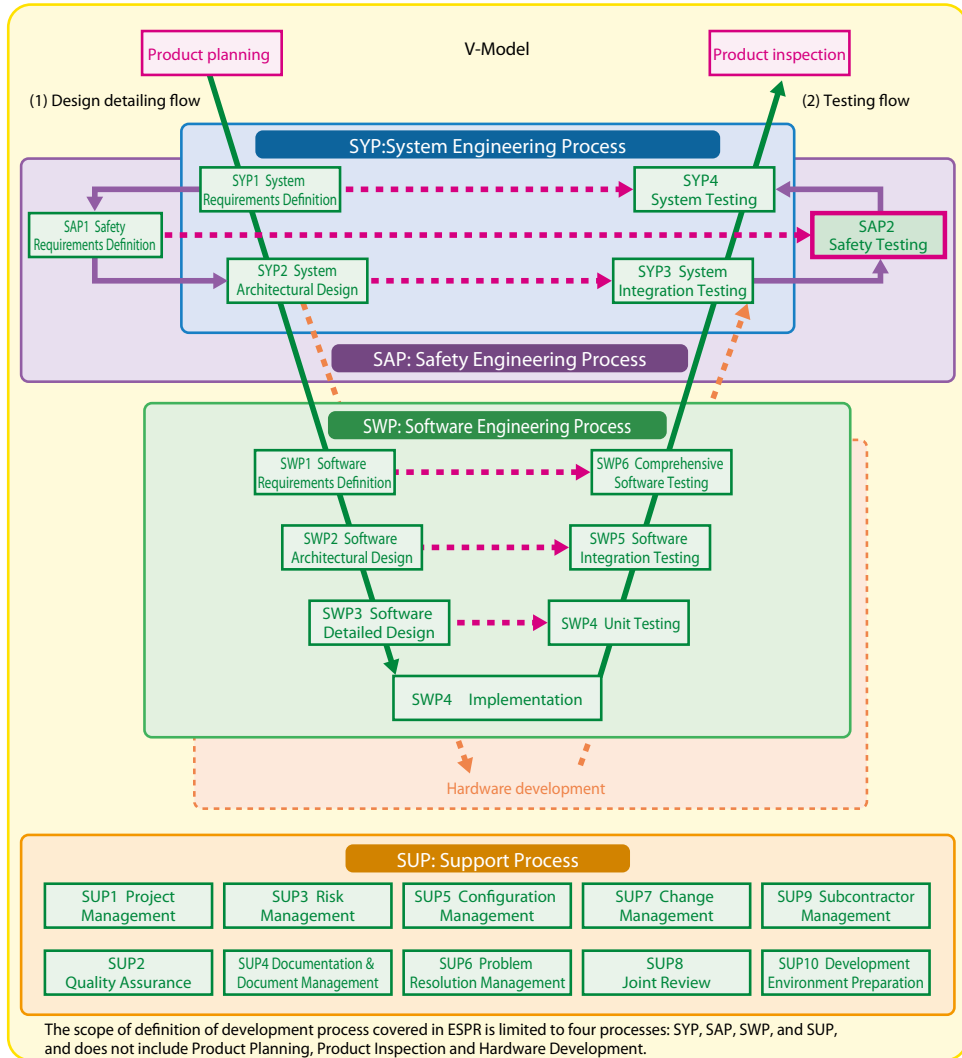 V-Model
Product planning
Product inspection
(1) Design detailing flow
(2) Testing flow
SYP:System Engineering Process
SYP1 System
Requirements Definition
SYP4
System Testing
SAP1 Safety
Requirements Definition
SAP2
Safety Testing
SYP2 System
Architectural Design
SYP3 System
Integration Testing
SAP: Safety Engineering Process
SWP: Software Engineering Process
SWP1 Software
Requirements Definition
SWP6 Comprehensive
Software Testing
SWP2 Software
Architectural Design
SWP5 Software
Integration Testing
SWP3 Software
Detailed Design
SWP4 Unit Testing
SWP4 Implementation
Hardware development
SUP: Support Process
SUP1 Project
Management
SUP3 Risk
Management
SUP5 Configuration
Management
SUP7 Change
Management
SUP9 Subcontractor
Management
SUP2
Quality Assurance
SUP4 Documentation &
Document Management
SUP6 Problem
Resolution Management
SUP8
Joint Review
SUP10 Development
Environment Preparation
The scope of definition of development process covered in ESPR is limited to four processes: SYP, SAP, SWP, and SUP,
and does not include Product Planning, Product Inspection and Hardware Development.